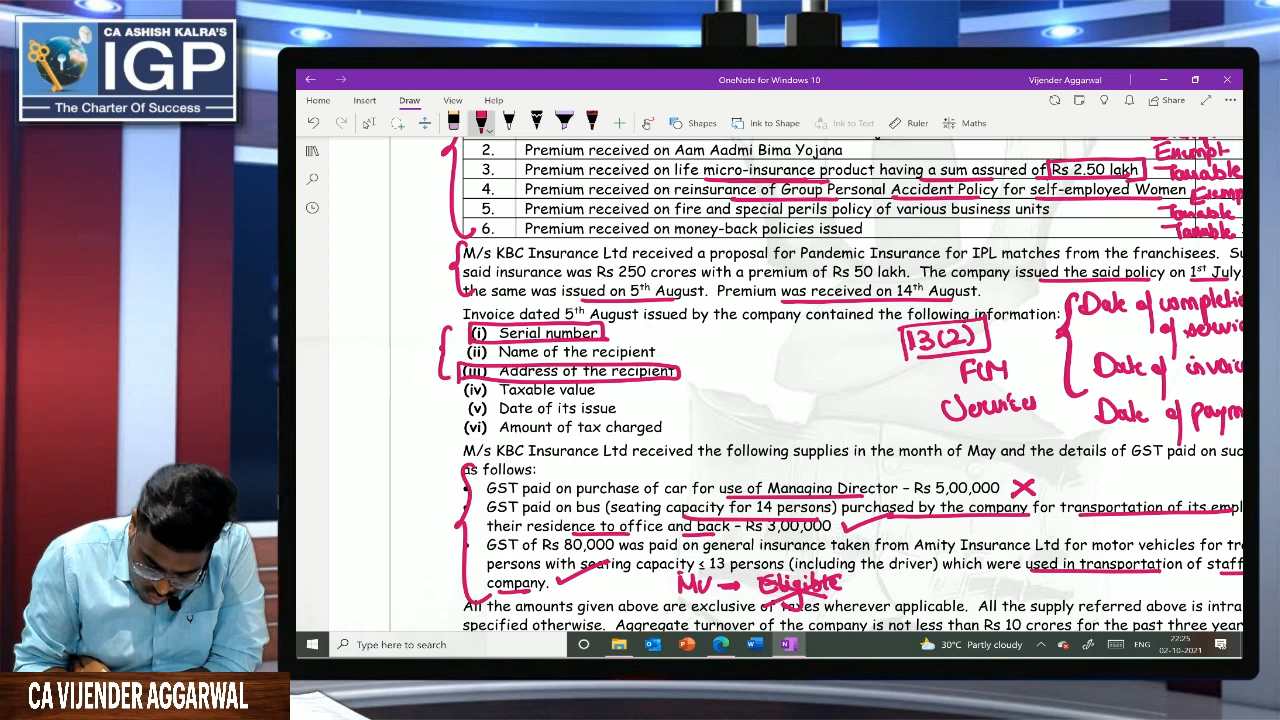 CA ASHISH KALRA'S
IGP
The Charter Of Success
OneNote for Windows 10
Vijender Aggarwal
Home Insert Draw View Help
Share
Shapes Ink to Shape Ink to Text Ruler Maths
2. Premium received on Aam Aadmi Bima Yojana Exempt
3. Premium received on life micro-insurance product having a sum assured of Rs 2.50 lakh Taxable
4. Premium received on reinsurance of Group Personal Accident Policy for self-employed Women Exemp
5. Premium received on fire and special perils policy of various business units Taxable
6. Premium received on money-back policies issued Taxable
M/s KBC Insurance Ltd received a proposal for Pandemic Insurance for IPL matches from the franchisees. Su
said insurance was Rs 250 crores with a premium of Rs 50 lakh. The company issued the said policy on 1st July.
the same was issued on 5th August. Premium was received on 14th August.
Invoice dated 5th August issued by the company contained the following information:
(i) Serial number
(ii) Name of the recipient
(iii) Address of the recipient
(iv) Taxable value
(v) Date of its issue
(vi) Amount of tax charged
13(2)
FCM
Services
Date of completio
of servic
Date of invoic
Date of paym
M/s KBC Insurance Ltd received the following supplies in the month of May and the details of GST paid on suc
as follows:
• GST paid on purchase of car for use of Managing Director – Rs 5,00,000
• GST paid on bus (seating capacity for 14 persons) purchased by the company for transportation of its empl
their residence to office and back – Rs 3,00,000
• GST of Rs 80,000 was paid on general insurance taken from Amity Insurance Ltd for motor vehicles for tr
persons with seating capacity ≤ 13 persons (including the driver) which were used in transportation of staff
company.
MV → Eligible
All the amounts given above are exclusive of taxes wherever applicable. All the supply referred above is intra
specified otherwise. Aggregate turnover of the company is not less than Rs 10 crores for the past three year
Type here to search
30°C Partly cloudy
ENG
22:25
02-10-2021
CA VIJENDER AGGARWAL